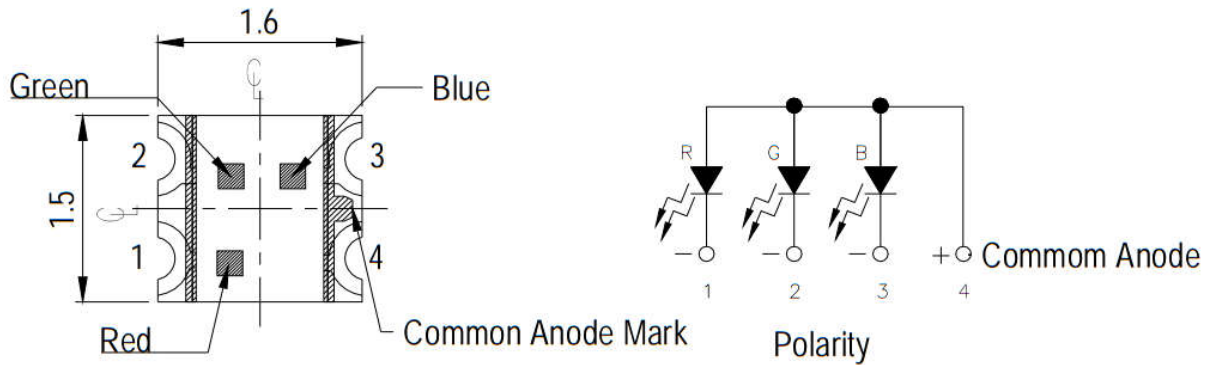 1.6
Green
℄
Blue
2
3
1.5
℄
1
4
Red
Common Anode Mark
R
G
B
−
−
−
+
Commom Anode
1
2
3
4
Polarity